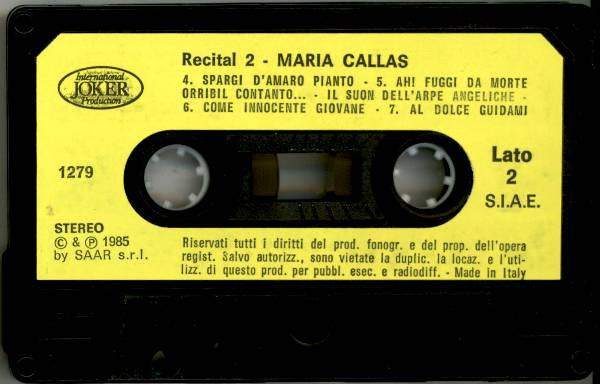 International
JOKER
Production
Recital 2 - MARIA CALLAS
4. SPARGI D'AMARO PIANTO - 5. AH! FUGGI DA MORTE
ORRIBIL CONTANTO... - IL SUON DELL'ARPE ANGELICHE -
6. COME INNOCENTE GIOVANE - 7. AL DOLCE GUIDAMI
1279
Lato
2
S.I.A.E.
STEREO
© & ℗ 1985
by SAAR s.r.l.
Riservati tutti i diritti del prod. fonogr. e del prop. dell'opera
regist. Salvo autorizz., sono vietate la duplic. la locaz. e l'uti-
lizz. di questo prod. per pubbl. esec. e radiodiff. - Made in Italy